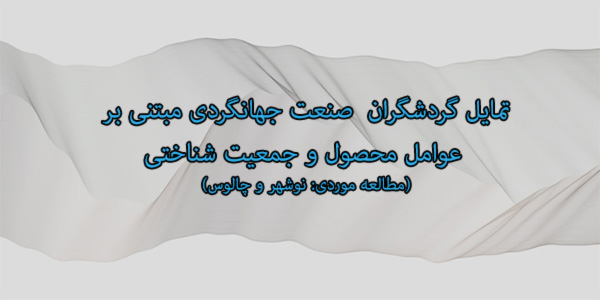 تمایل گردشگران صنعت جهانگردی مبتنی بر
عوامل محصول و جمعیت شناختی
(مطالعه موردی: نوشهر و چالوس)